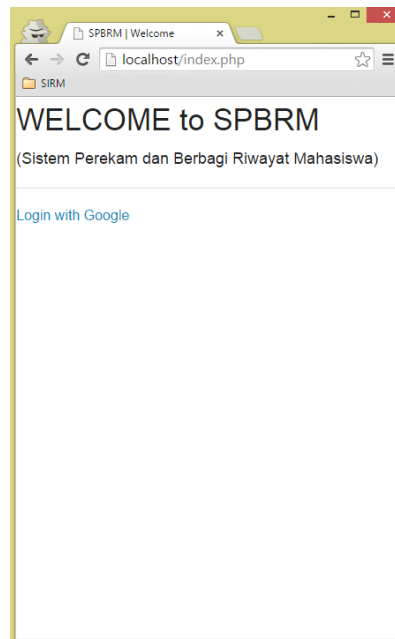 SPBRM | Welcome
localhost/index.php
SIRM
WELCOME to SPBRM
(Sistem Perekam dan Berbagi Riwayat Mahasiswa)
Login with Google